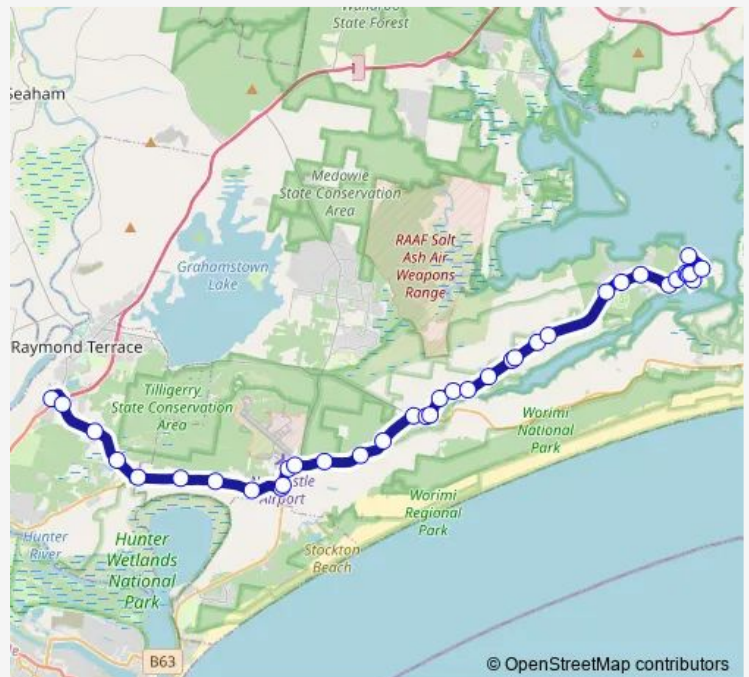 State Forest
Seaham
Medowie
State Conservation
Area
RAAF Salt
Ash Air
Weapons
Range
Grahamstown
Lake
Raymond Terrace
Tilligerry
State Conservation
Area
Worimi
National
Park
Airport
Worimi
Regional
Park
Hunter
River
Hunter
Wetlands
National
Park
Stockton
Beach
B63
© OpenStreetMap contributors